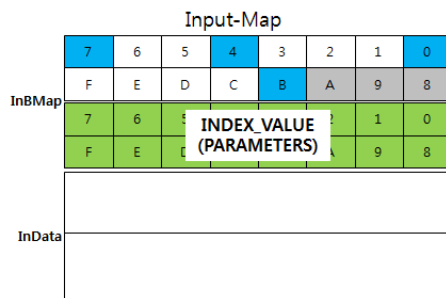 Input-Map
7 6 5 4 3 2 1 0
F E D C B A 9 8
InBMap
7 6 5 2 1 0
INDEX_VALUE
(PARAMETERS)
F E D A 9 8
InData